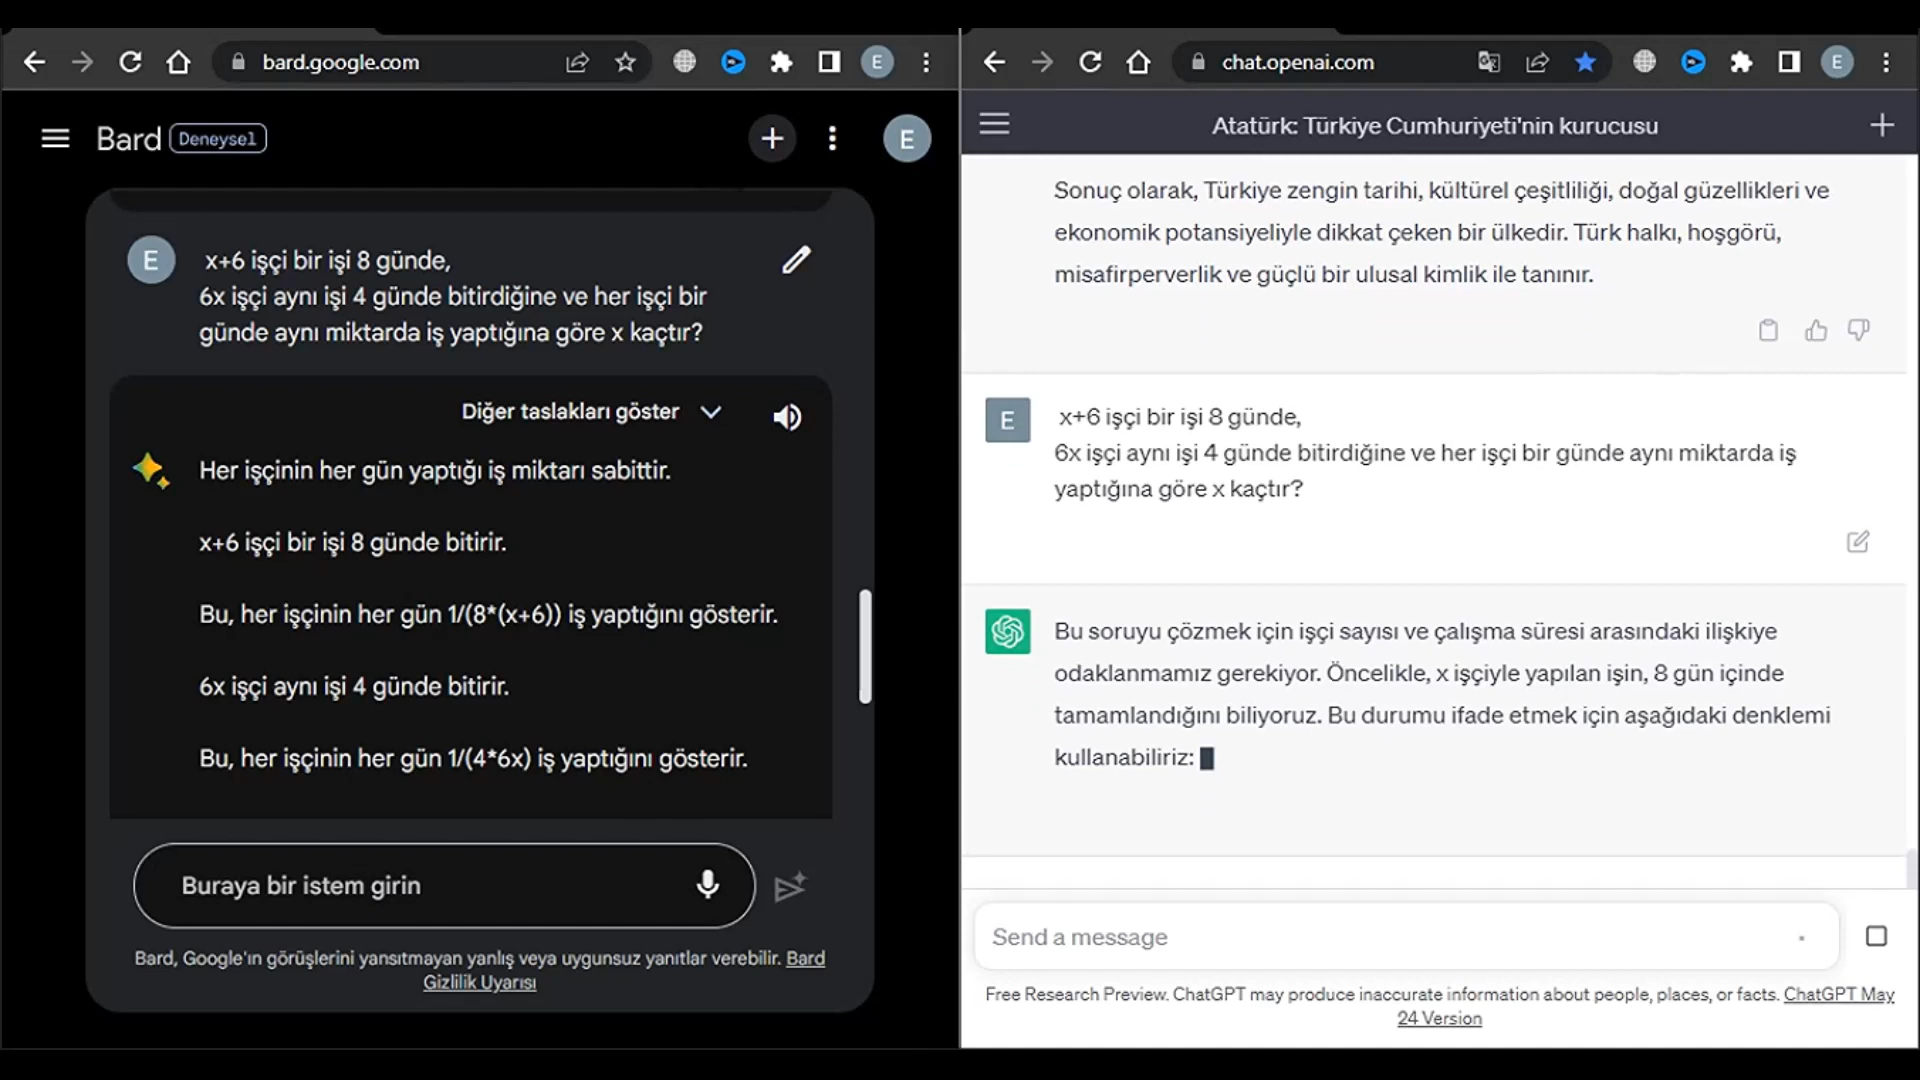 bard.google.com
E
Bard Deneysel
E
E x+6 işçi bir işi 8 günde,
6x işçi aynı işi 4 günde bitirdiğine ve her işçi bir
günde aynı miktarda iş yaptığına göre x kaçtır?
Diğer taslakları göster
Her işçinin her gün yaptığı iş miktarı sabittir.
x+6 işçi bir işi 8 günde bitirir.
Bu, her işçinin her gün 1/(8*(x+6)) iş yaptığını gösterir.
6x işçi aynı işi 4 günde bitirir.
Bu, her işçinin her gün 1/(4*6x) iş yaptığını gösterir.
Buraya bir istem girin
Bard, Google'ın görüşlerini yansıtmayan yanlış veya uygunsuz yanıtlar verebilir. Bard
Gizlilik Uyarısı
chat.openai.com
E
Atatürk: Türkiye Cumhuriyeti'nin kurucusu
Sonuç olarak, Türkiye zengin tarihi, kültürel çeşitliliği, doğal güzellikleri ve
ekonomik potansiyeliyle dikkat çeken bir ülkedir. Türk halkı, hoşgörü,
misafirperverlik ve güçlü bir ulusal kimlik ile tanınır.
E x+6 işçi bir işi 8 günde,
6x işçi aynı işi 4 günde bitirdiğine ve her işçi bir günde aynı miktarda iş
yaptığına göre x kaçtır?
Bu soruyu çözmek için işçi sayısı ve çalışma süresi arasındaki ilişkiye
odaklanmamız gerekiyor. Öncelikle, x işçiyle yapılan işin, 8 gün içinde
tamamlandığını biliyoruz. Bu durumu ifade etmek için aşağıdaki denklemi
kullanabiliriz:
Send a message
Free Research Preview. ChatGPT may produce inaccurate information about people, places, or facts. ChatGPT May
24 Version